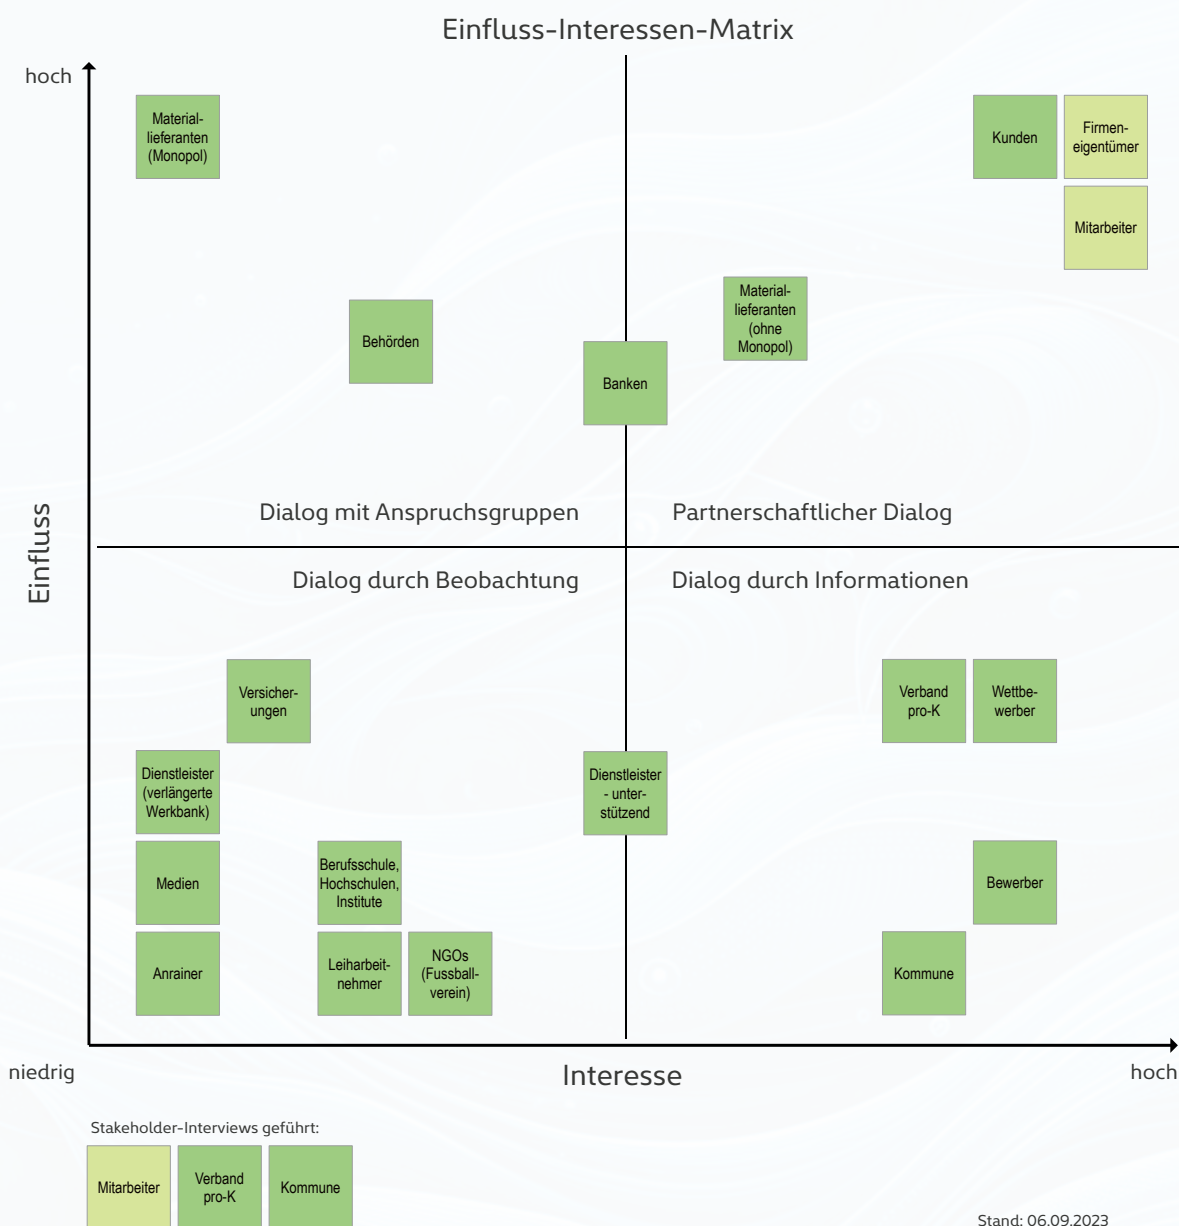 Einfluss-Interessen-Matrix
hoch
Material-
lieferanten
(Monopol)
Kunden
Firmen-
eigentümer
Mitarbeiter
Material-
lieferanten
(ohne
Monopol)
Behörden
Banken
Einfluss
Dialog mit Anspruchsgruppen
Partnerschaftlicher Dialog
Dialog durch Beobachtung
Dialog durch Informationen
Versicher-
ungen
Verband
pro-K
Wettbe-
werber
Dienstleister
(verlängerte
Werkbank)
Dienstleister
- unter-
stützend
Medien
Berufsschule,
Hochschulen,
Institute
Bewerber
Anrainer
Leiharbeit-
nehmer
NGOs
(Fussball-
verein)
Kommune
niedrig
Interesse
hoch
Stakeholder-Interviews geführt:
Mitarbeiter
Verband
pro-K
Kommune
Stand: 06.09.2023